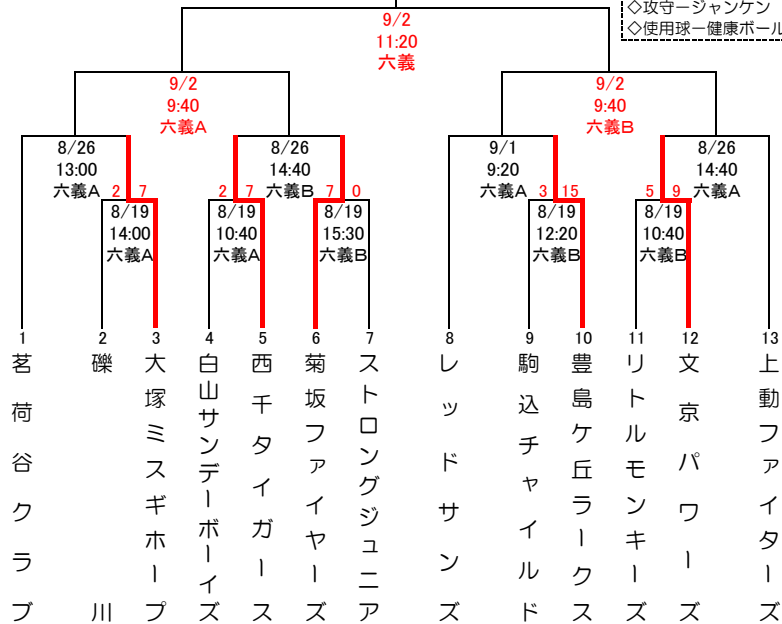 ◇攻守ージャンケン
◇使用球ー健康ボール
9/2
11:20
六義
9/2
9:40
六義A
9/2
9:40
六義B
8/26
13:00
六義A
8/26
14:40
六義B
9/1
9:20
六義A
8/26
14:40
六義A
2 7
8/19
14:00
六義A
2 7
8/19
10:40
六義A
7 0
8/19
15:30
六義B
3 15
8/19
12:20
六義B
5 9
8/19
10:40
六義B
1 2 3 4 5 6 7 8 9 10 11 12 13
茗荷谷クラブ
礫川
大塚ミスギホープ
白山サンデーボーイズ
西千タイガース
菊坂ファイヤーズ
ストロングジュニア
レッドサンズ
駒込チャイルド
豊島ケ丘ラークス
リトルモンキーズ
文京パワーズ
上動ファイターズ